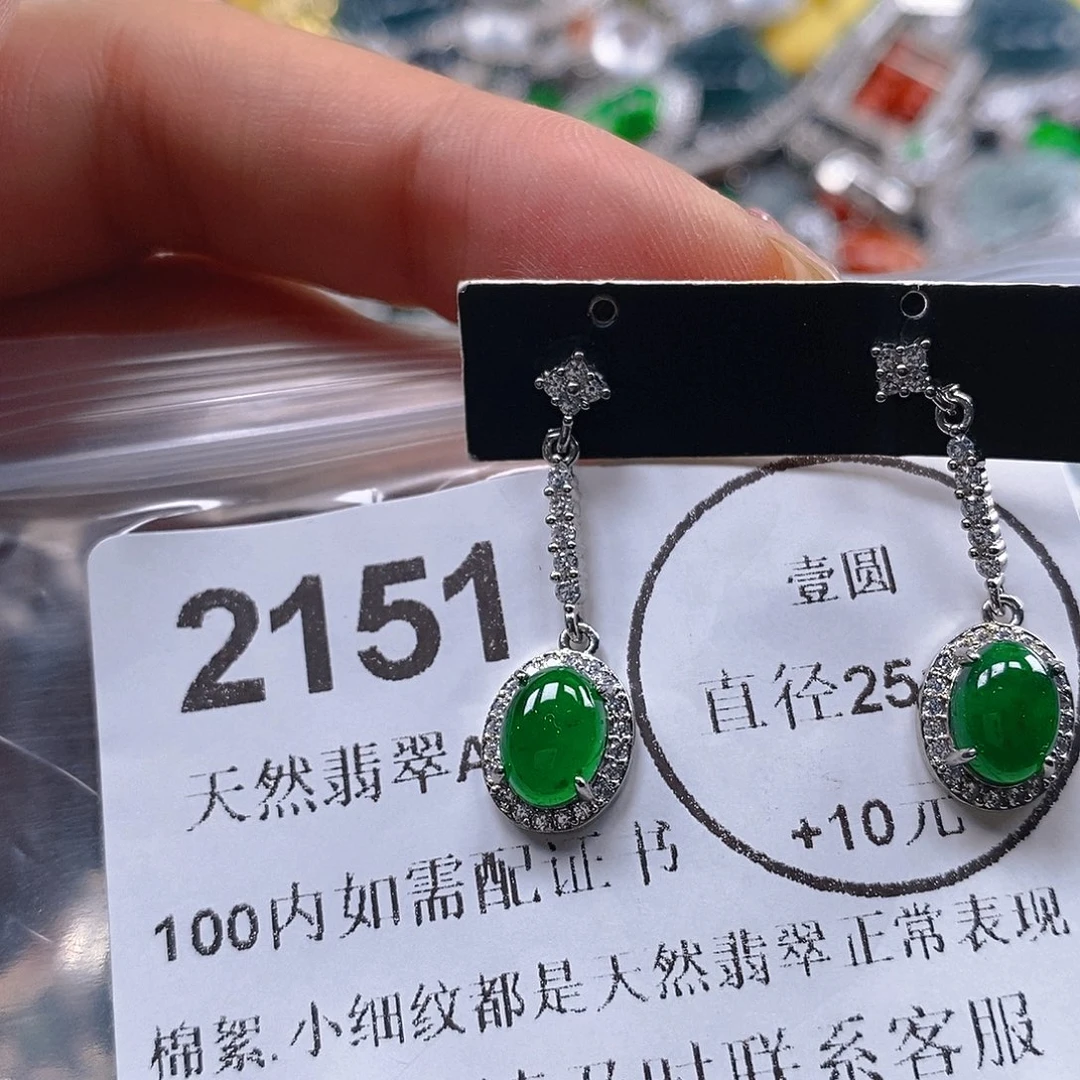 2151
天然翡翠A
壹圆
直径25
+10元
100内如需配证书
棉絮.小细纹都是天然翡翠正常表现
时联系客服